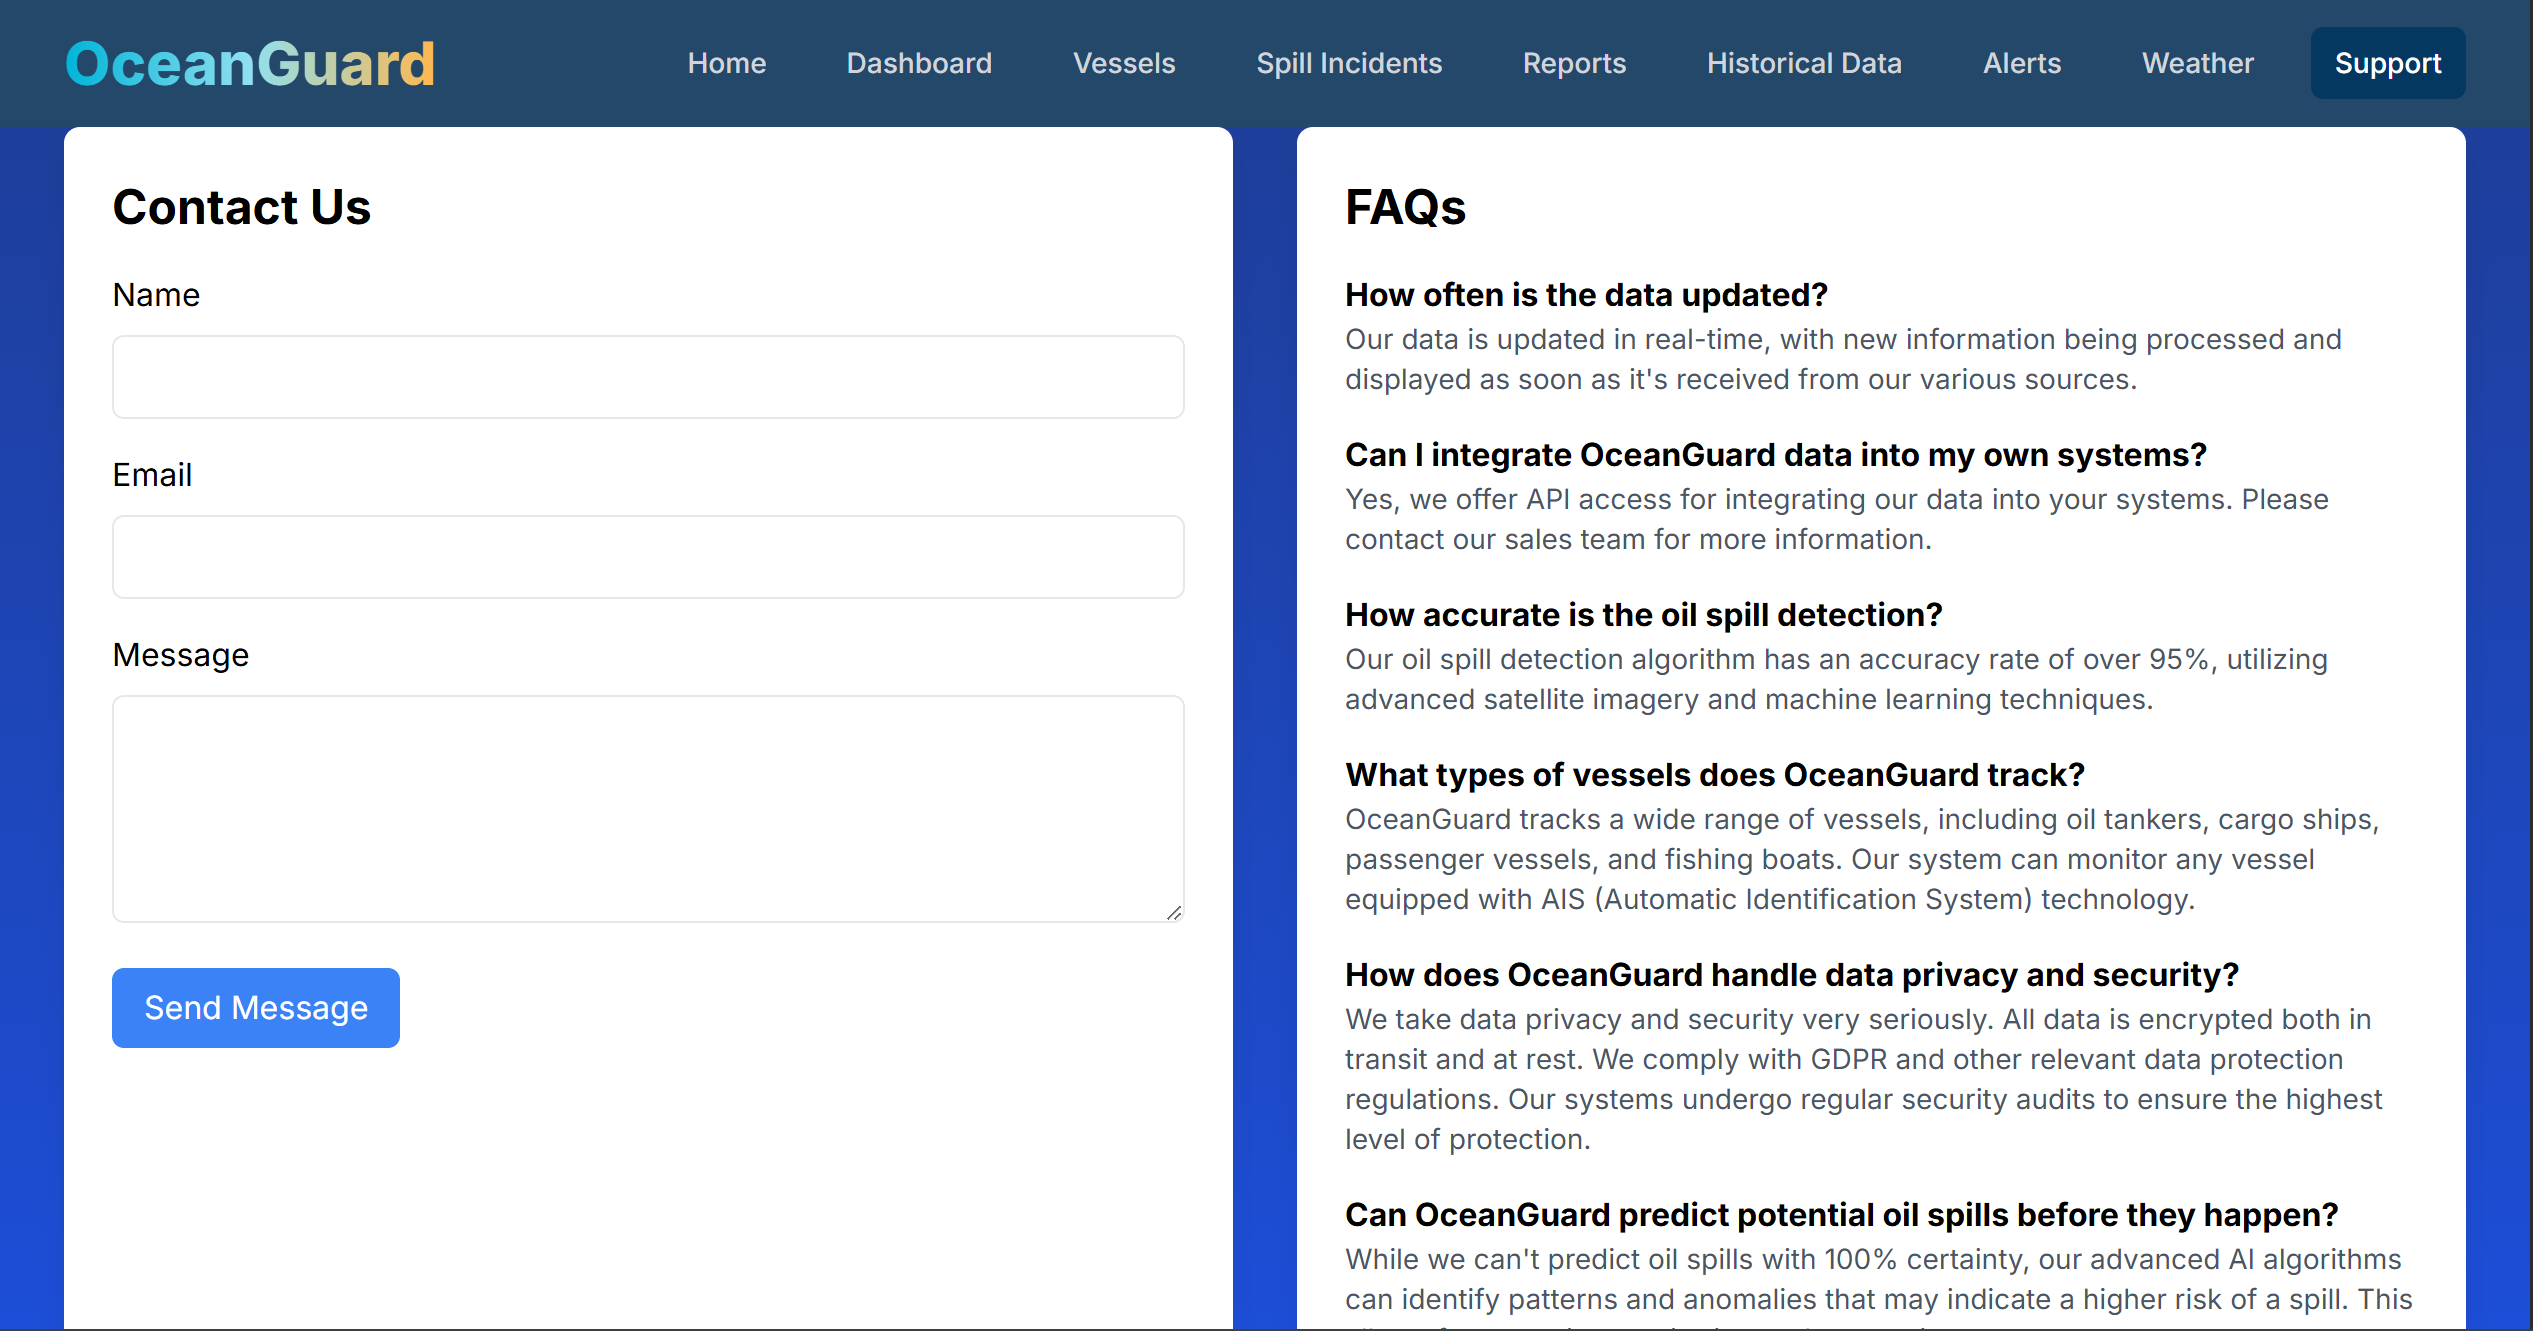 OceanGuard
Home
Dashboard
Vessels
Spill Incidents
Reports
Historical Data
Alerts
Weather
Support
Contact Us
Name
Email
Message
Send Message
FAQs
How often is the data updated?
Our data is updated in real-time, with new information being processed and
displayed as soon as it's received from our various sources.
Can I integrate OceanGuard data into my own systems?
Yes, we offer API access for integrating our data into your systems. Please
contact our sales team for more information.
How accurate is the oil spill detection?
Our oil spill detection algorithm has an accuracy rate of over 95%, utilizing
advanced satellite imagery and machine learning techniques.
What types of vessels does OceanGuard track?
OceanGuard tracks a wide range of vessels, including oil tankers, cargo ships,
passenger vessels, and fishing boats. Our system can monitor any vessel
equipped with AIS (Automatic Identification System) technology.
How does OceanGuard handle data privacy and security?
We take data privacy and security very seriously. All data is encrypted both in
transit and at rest. We comply with GDPR and other relevant data protection
regulations. Our systems undergo regular security audits to ensure the highest
level of protection.
Can OceanGuard predict potential oil spills before they happen?
While we can't predict oil spills with 100% certainty, our advanced AI algorithms
can identify patterns and anomalies that may indicate a higher risk of a spill. This